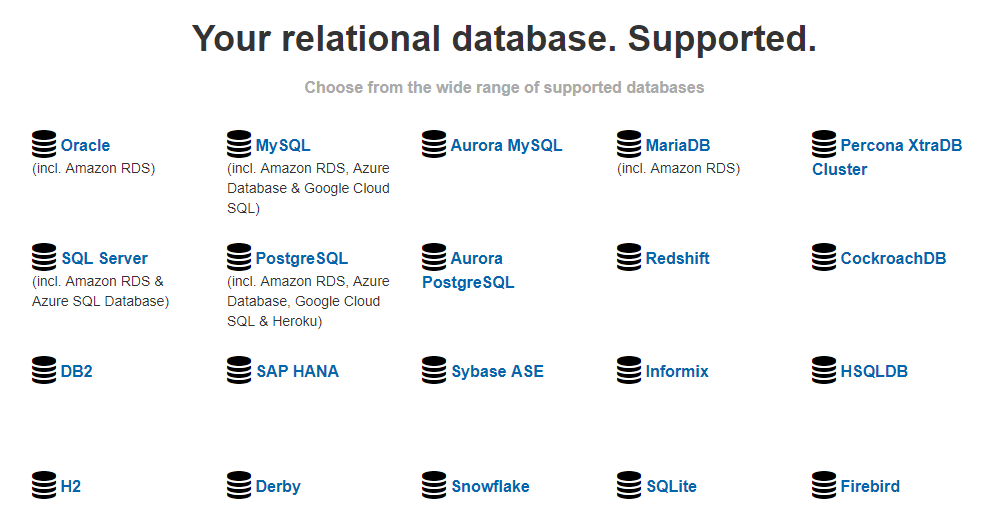 Your relational database. Supported.
Choose from the wide range of supported databases
Oracle
(incl. Amazon RDS)
MySQL
(incl. Amazon RDS, Azure
Database & Google Cloud
SQL)
Aurora MySQL
MariaDB
(incl. Amazon RDS)
Percona XtraDB
Cluster
SQL Server
(incl. Amazon RDS &
Azure SQL Database)
PostgreSQL
(incl. Amazon RDS, Azure
Database, Google Cloud
SQL & Heroku)
Aurora
PostgreSQL
Redshift
CockroachDB
DB2
SAP HANA
Sybase ASE
Informix
HSQLDB
H2
Derby
Snowflake
SQLite
Firebird